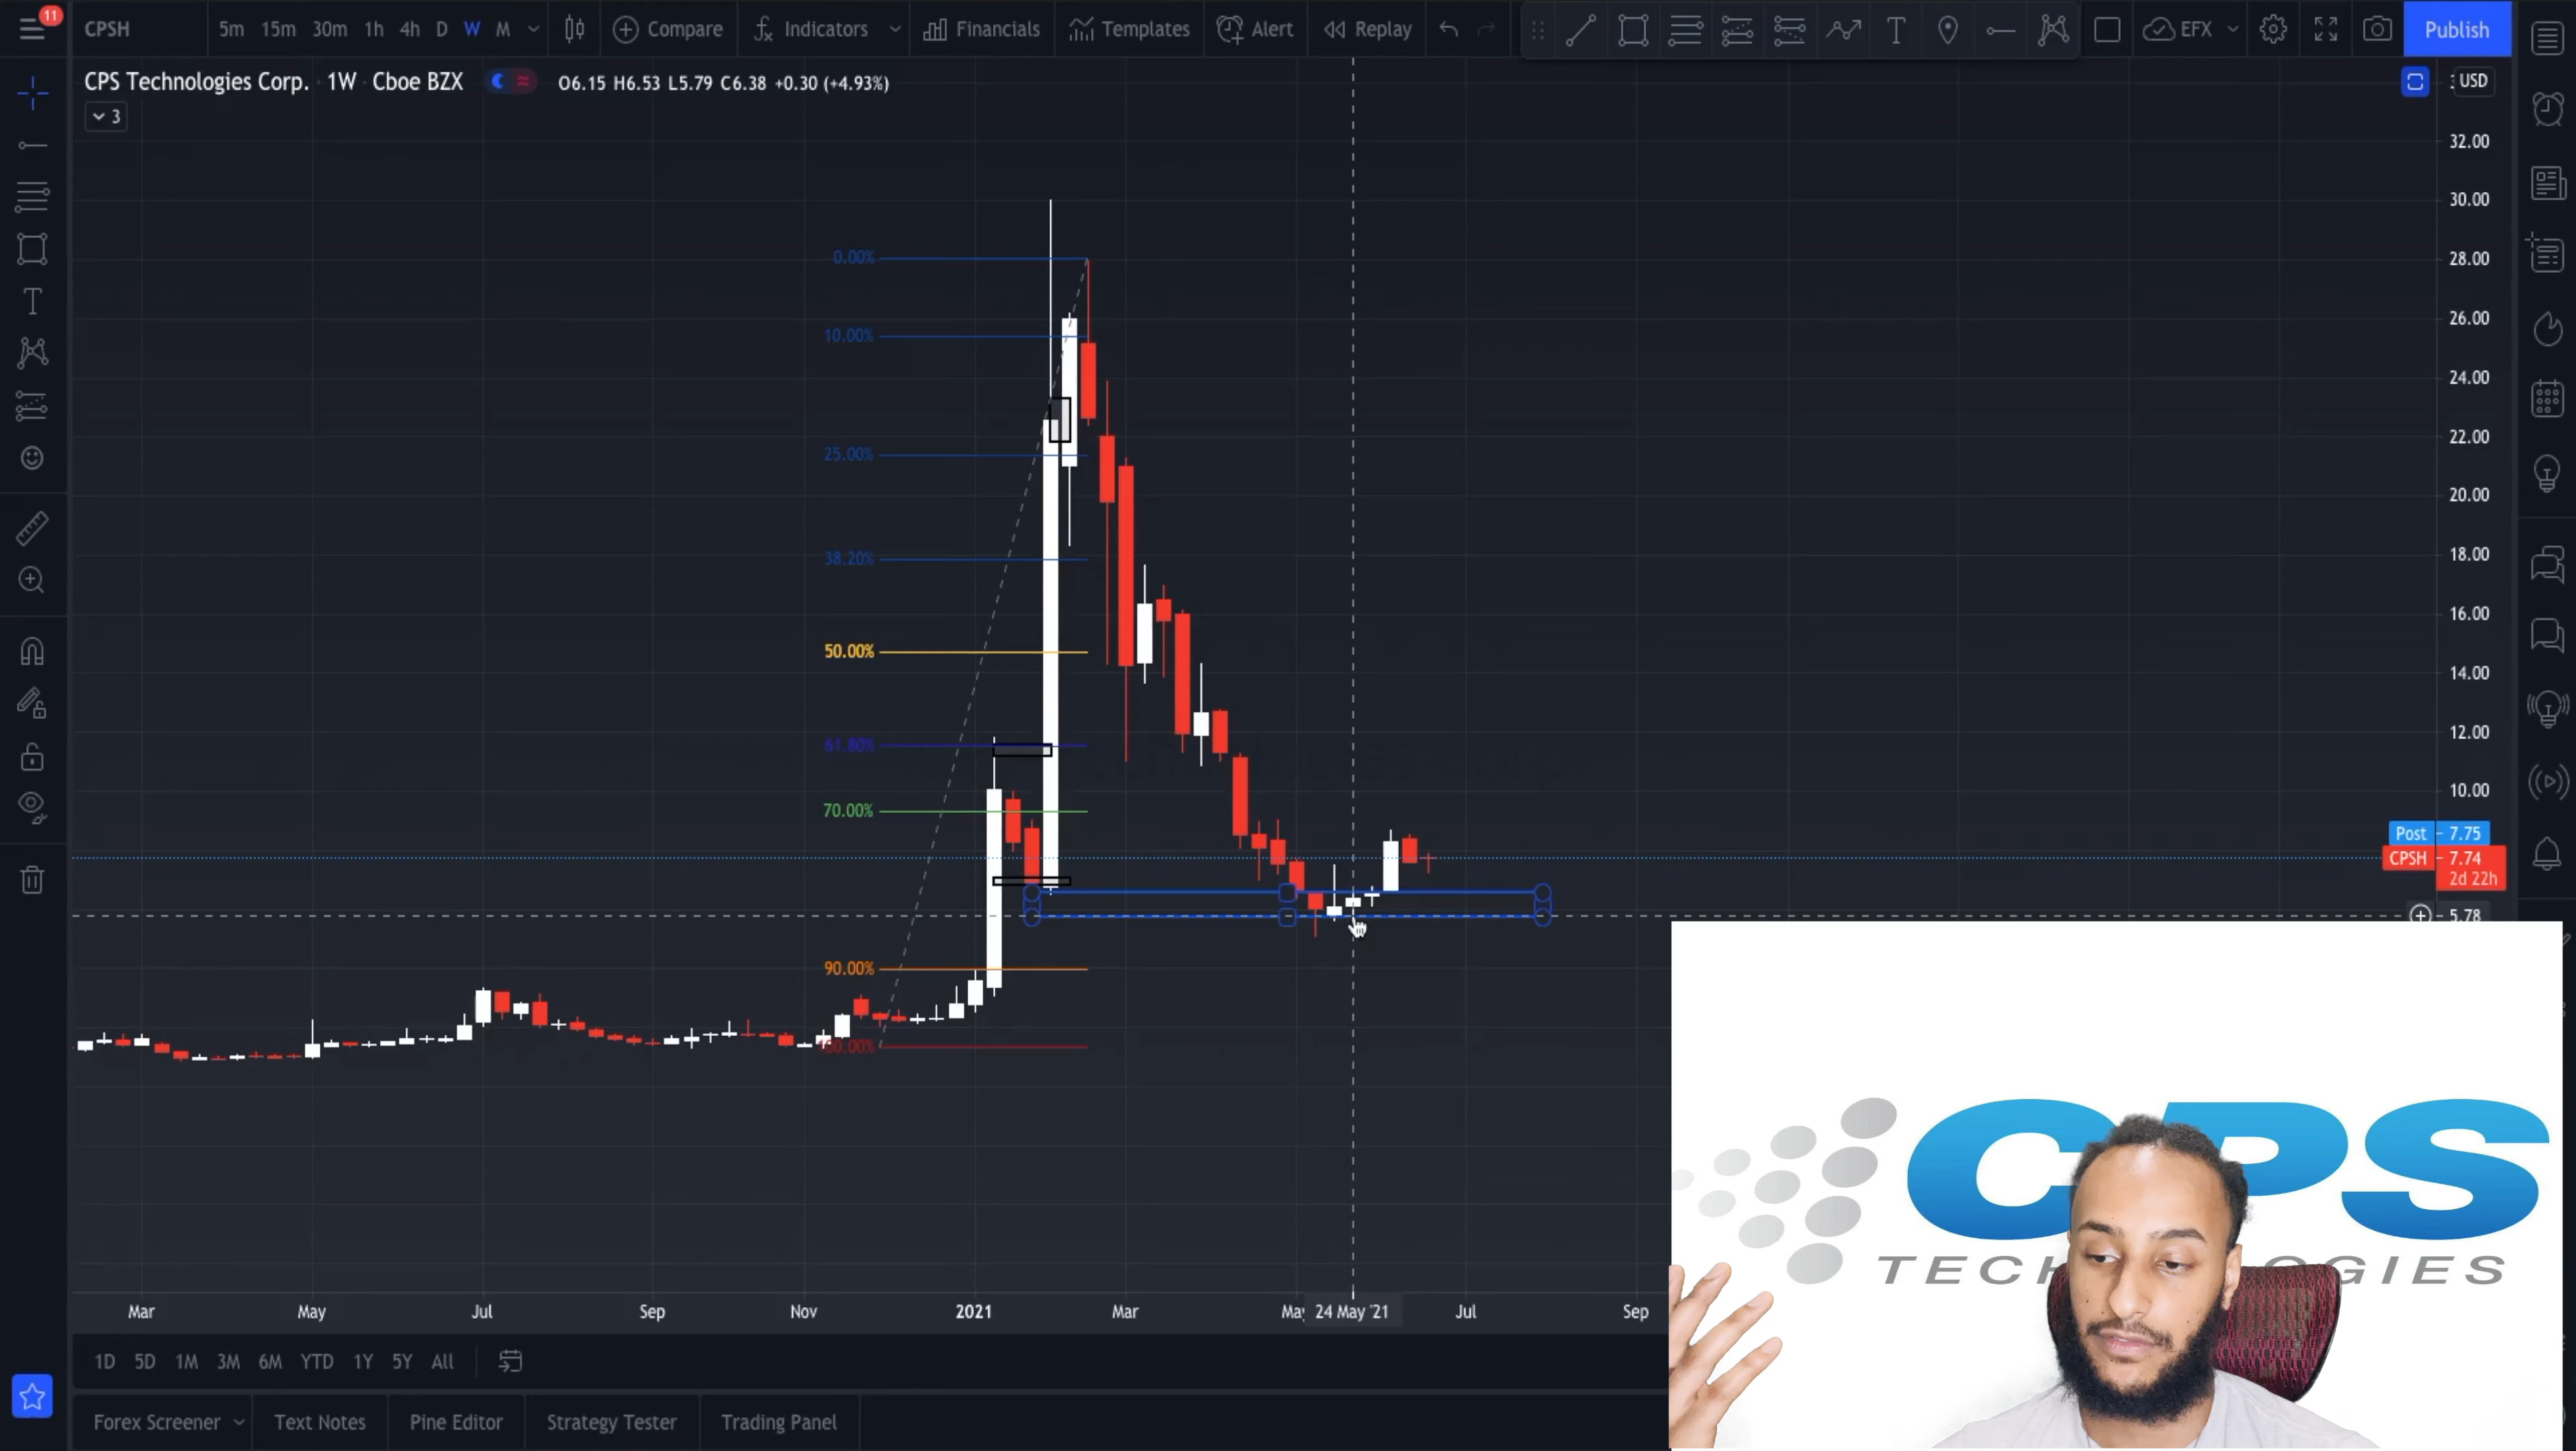 11
CPSH 5m 15m 30m 1h 4h D W M Compare Indicators Financials Templates Alert Replay T EFX Publish
CPS Technologies Corp. · 1W · Cboe BZX O6.15 H6.53 L5.79 C6.38 +0.30 (+4.93%)
USD
3
32.00
30.00
28.00
26.00
24.00
22.00
20.00
18.00
16.00
14.00
12.00
10.00
Post 7.75
CPSH 7.74
2d 22h
5.78
0.00%
10.00%
25.00%
38.20%
50.00%
61.80%
70.00%
90.00%
100.00%
Mar May Jul Sep Nov 2021 Mar May 24 May '21 Jul Sep
1D 5D 1M 3M 6M YTD 1Y 5Y All
Forex Screener Text Notes Pine Editor Strategy Tester Trading Panel
CPS